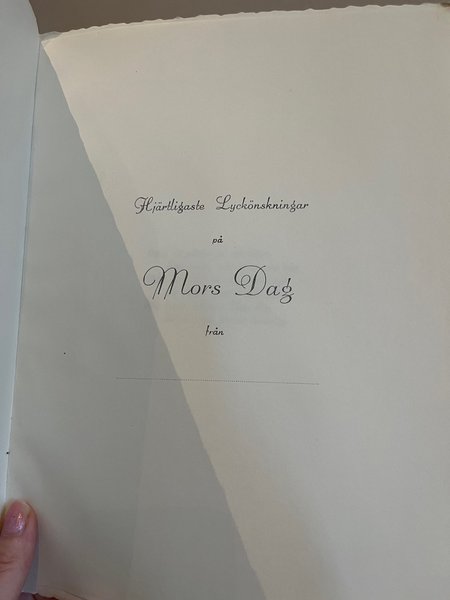 Hjärtligaste Lyckönskningar
på
Mors Dag
från